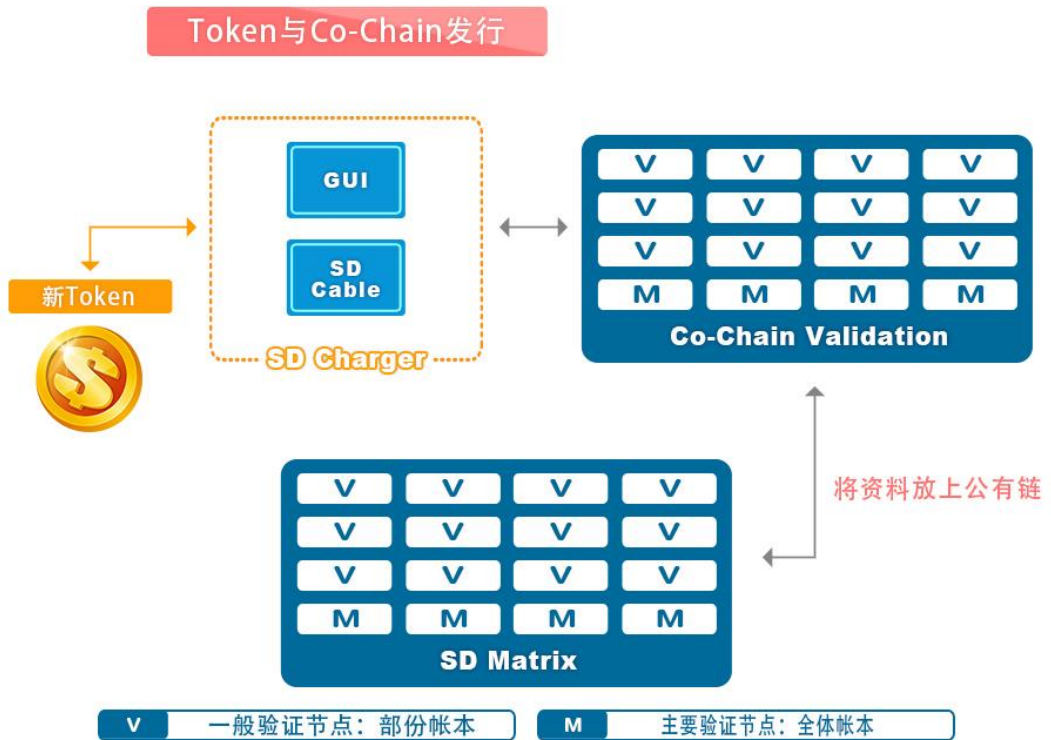 Token与Co-Chain发行
GUI
SD
Cable
SD Charger
新Token
V V V V
V V V V
V V V V
M M M M
Co-Chain Validation
将资料放上公有链
V V V V
V V V V
V V V V
M M M M
SD Matrix
V 一般验证节点：部份帐本
M 主要验证节点：全体帐本